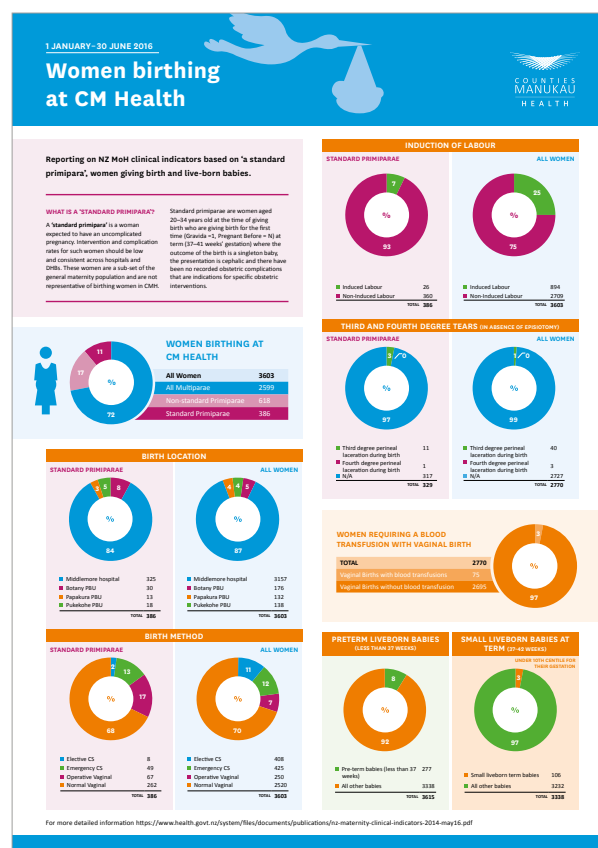 1 JANUARY–30 JUNE 2016
Women birthing
at CM Health
COUNTIES
MANUKAU
HEALTH
Reporting on NZ MoH clinical indicators based on 'a standard
primipara', women giving birth and live-born babies.
WHAT IS A 'STANDARD PRIMIPARA'?
A 'standard primipara' is a woman
expected to have an uncomplicated
pregnancy. Intervention and complication
rates for such women should be low
and consistent across hospitals and
DHBs. These women are a sub-set of the
general maternity population and are not
representative of birthing women in CMH.
Standard primiparae are women aged
20–34 years old at the time of giving
birth who are giving birth for the first
time (Gravida =1, Pregnant Before = N) at
term (37–41 weeks' gestation) where the
outcome of the birth is a singleton baby,
the presentation is cephalic and there have
been no recorded obstetric complications
that are indications for specific obstetric
interventions.
WOMEN BIRTHING AT
CM HEALTH
11
17
%
72
All Women 3603
All Multiparae 2599
Non-standard Primiparae 618
Standard Primiparae 386
BIRTH LOCATION
STANDARD PRIMIPARAE
3 5 8
%
84
Middlemore hospital 325
Botany PBU 30
Papakura PBU 13
Pukekohe PBU 18
TOTAL 386
ALL WOMEN
4 4 5
%
87
3157
176
132
138
TOTAL 3603
BIRTH METHOD
STANDARD PRIMIPARAE
2
13
17
%
68
Elective CS 8
Emergency CS 49
Operative Vaginal 67
Normal Vaginal 262
TOTAL 386
ALL WOMEN
11
12
7
%
70
Elective CS 408
Emergency CS 425
Operative Vaginal 250
Normal Vaginal 2520
TOTAL 3603
INDUCTION OF LABOUR
STANDARD PRIMIPARAE
7
%
93
Induced Labour 26
Non-Induced Labour 360
TOTAL 386
ALL WOMEN
25
%
75
Induced Labour 894
Non-Induced Labour 2709
TOTAL 3603
THIRD AND FOURTH DEGREE TEARS (IN ABSENCE OF EPISIOTOMY)
STANDARD PRIMIPARAE
3 0
%
97
Third degree perineal
laceration during birth 11
Fourth degree perineal
laceration during birth 1
N/A 317
TOTAL 329
ALL WOMEN
1 0
%
99
Third degree perineal 40
laceration during birth
Fourth degree perineal
laceration during birth 3
N/A 2727
TOTAL 2770
WOMEN REQUIRING A BLOOD
TRANSFUSION WITH VAGINAL BIRTH
TOTAL 2770
Vaginal Births with blood transfusions 75
Vaginal Births without blood transfusion 2695
3
%
97
PRETERM LIVEBORN BABIES
(LESS THAN 37 WEEKS)
8
%
92
Pre-term babies (less than 37 277
weeks)
All other babies 3338
TOTAL 3615
SMALL LIVEBORN BABIES AT
TERM (37-42 WEEKS)
UNDER 10TH CENTILE FOR
THEIR GESTATION
3
%
97
Small liveborn term babies 106
All other babies 3232
TOTAL 3338
For more detailed information https://www.health.govt.nz/system/files/documents/publications/nz-maternity-clinical-indicators-2014-may16.pdf